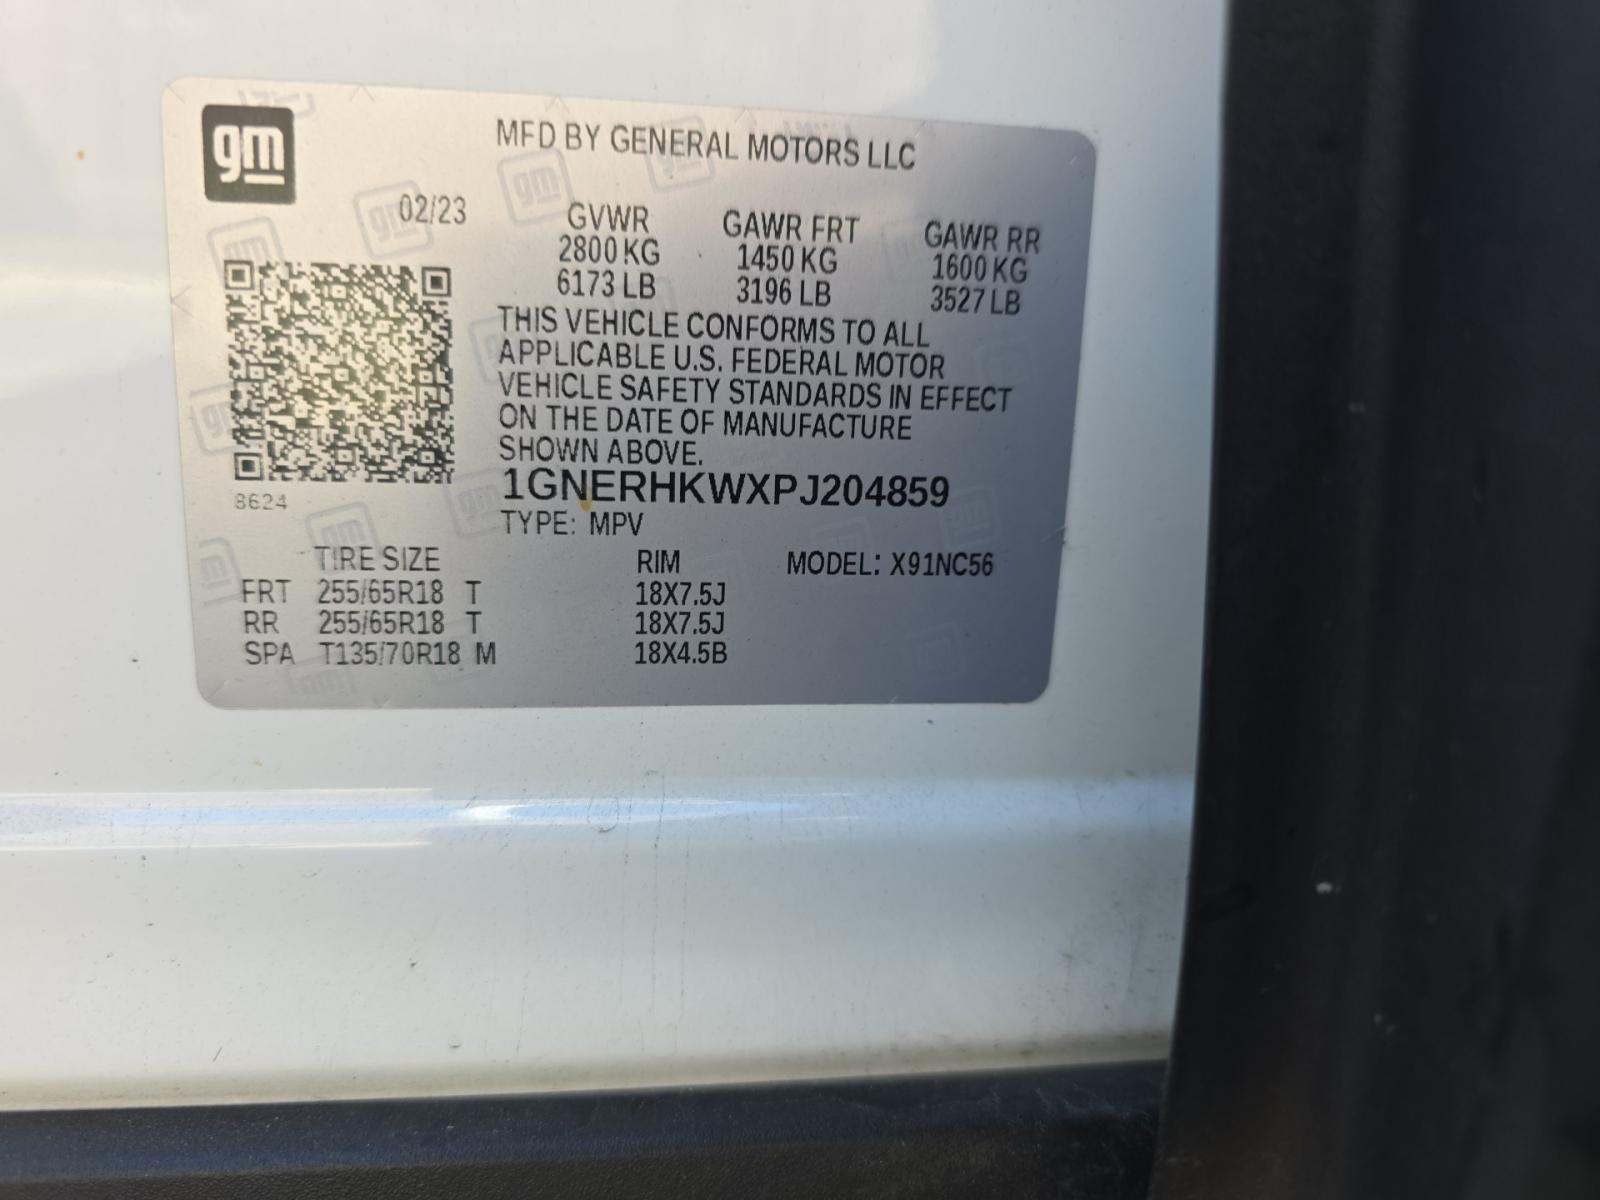 gm
MFD BY GENERAL MOTORS LLC
02/23
GVWR GAWR FRT GAWR RR
2800 KG 1450 KG 1600 KG
6173 LB 3196 LB 3527 LB
THIS VEHICLE CONFORMS TO ALL
APPLICABLE U.S. FEDERAL MOTOR
VEHICLE SAFETY STANDARDS IN EFFECT
ON THE DATE OF MANUFACTURE
SHOWN ABOVE.
1GNERHKWXPJ204859
8624
TYPE: MPV
TIRE SIZE RIM MODEL: X91NC56
FRT 255/65R18 T 18X7.5J
RR 255/65R18 T 18X7.5J
SPA T135/70R18 M 18X4.5B